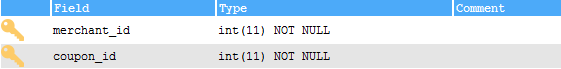 Field Type Comment
merchant_id int(11) NOT NULL
coupon_id int(11) NOT NULL